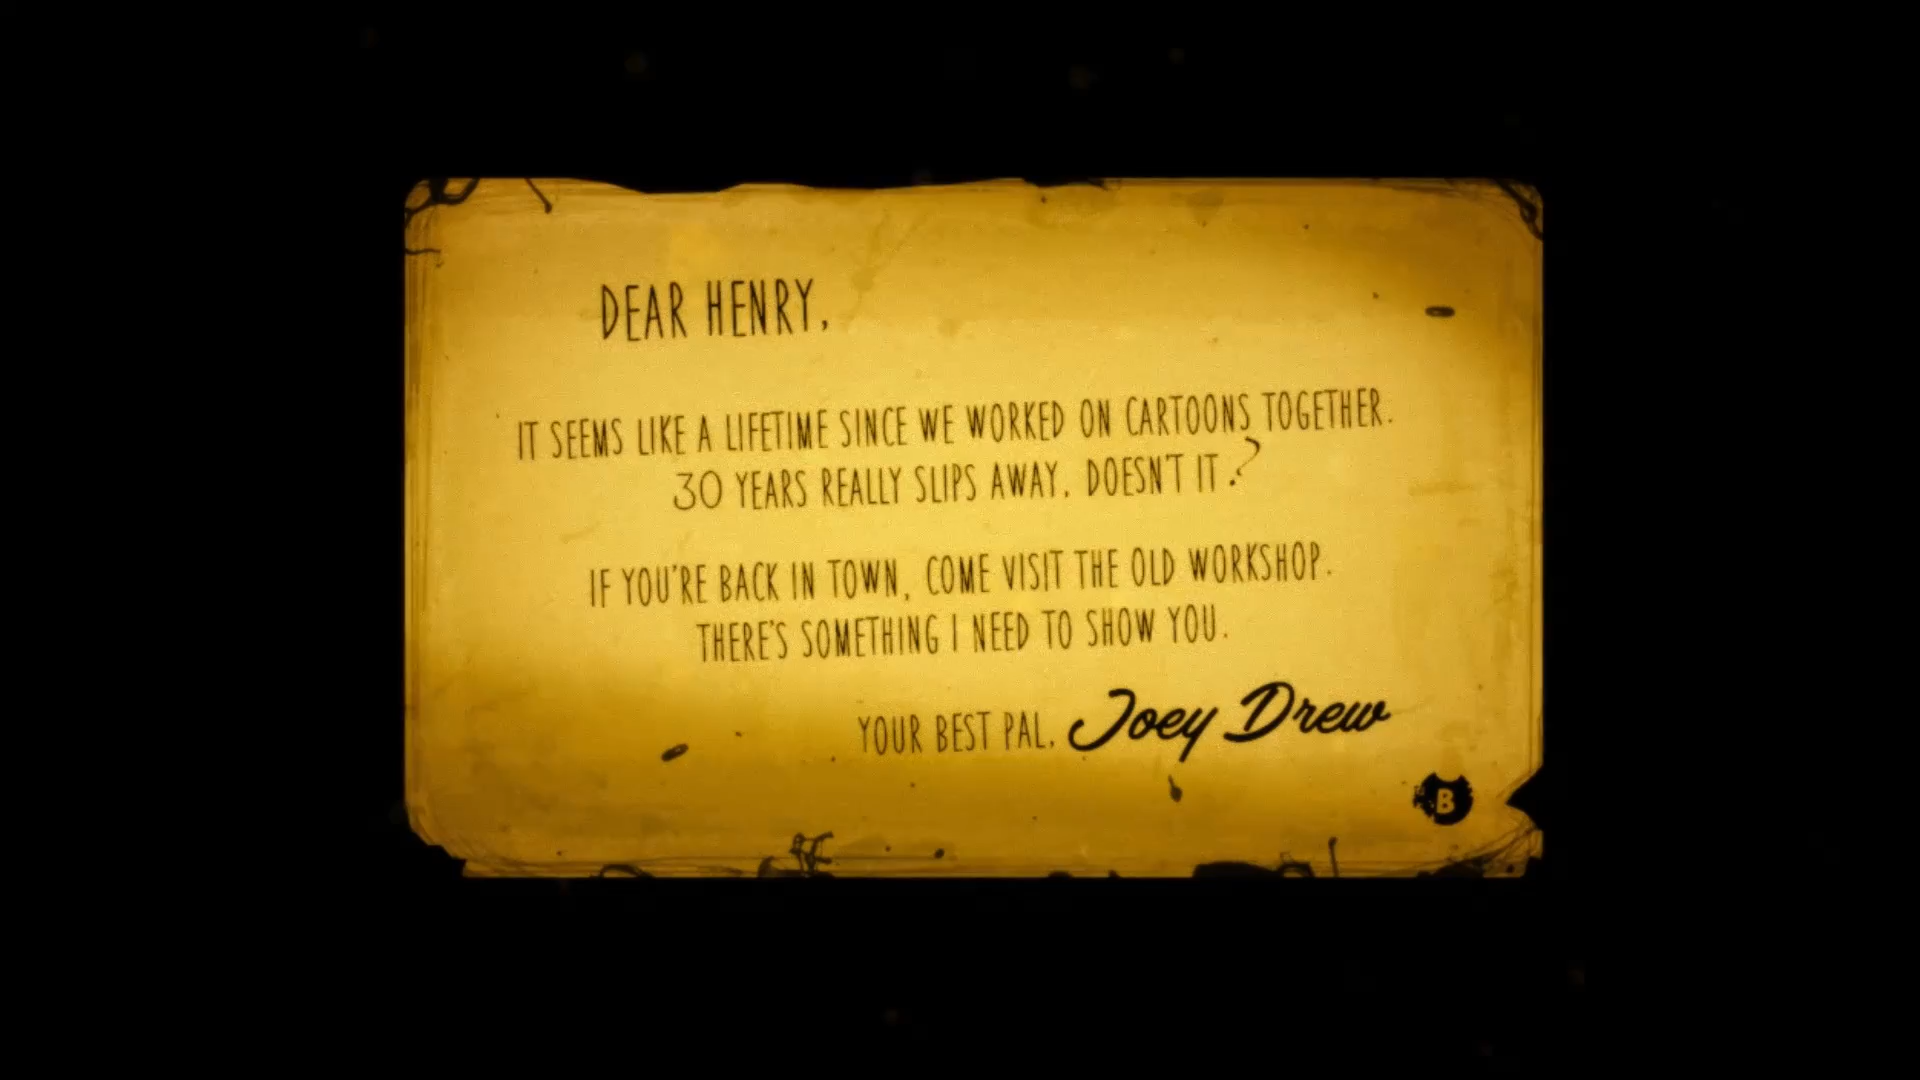 DEAR HENRY,
IT SEEMS LIKE A LIFETIME SINCE WE WORKED ON CARTOONS TOGETHER.
30 YEARS REALLY SLIPS AWAY, DOESN'T IT?
IF YOU'RE BACK IN TOWN, COME VISIT THE OLD WORKSHOP.
THERE'S SOMETHING I NEED TO SHOW YOU.
YOUR BEST PAL, Joey Drew
B